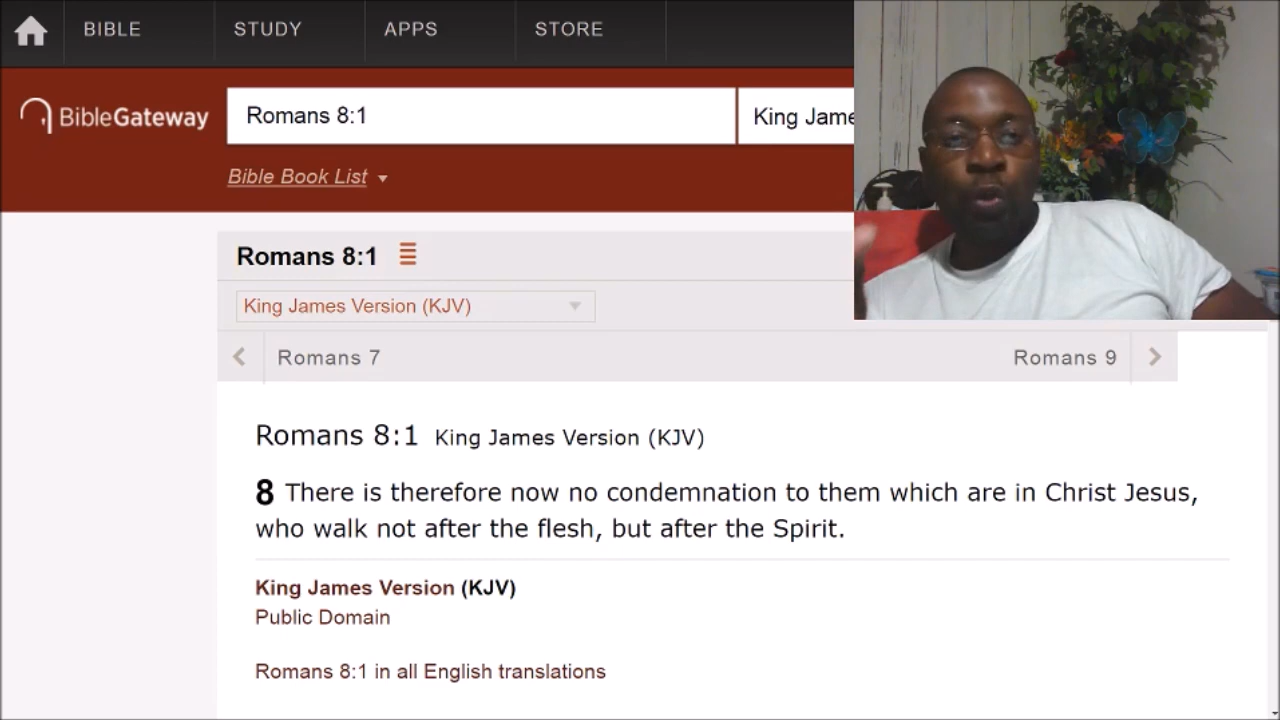 BIBLE STUDY APPS STORE
BibleGateway
Romans 8:1
King Jame
Bible Book List
Romans 8:1
King James Version (KJV)
Romans 7
Romans 9
Romans 8:1 King James Version (KJV)
8 There is therefore now no condemnation to them which are in Christ Jesus,
who walk not after the flesh, but after the Spirit.
King James Version (KJV)
Public Domain
Romans 8:1 in all English translations